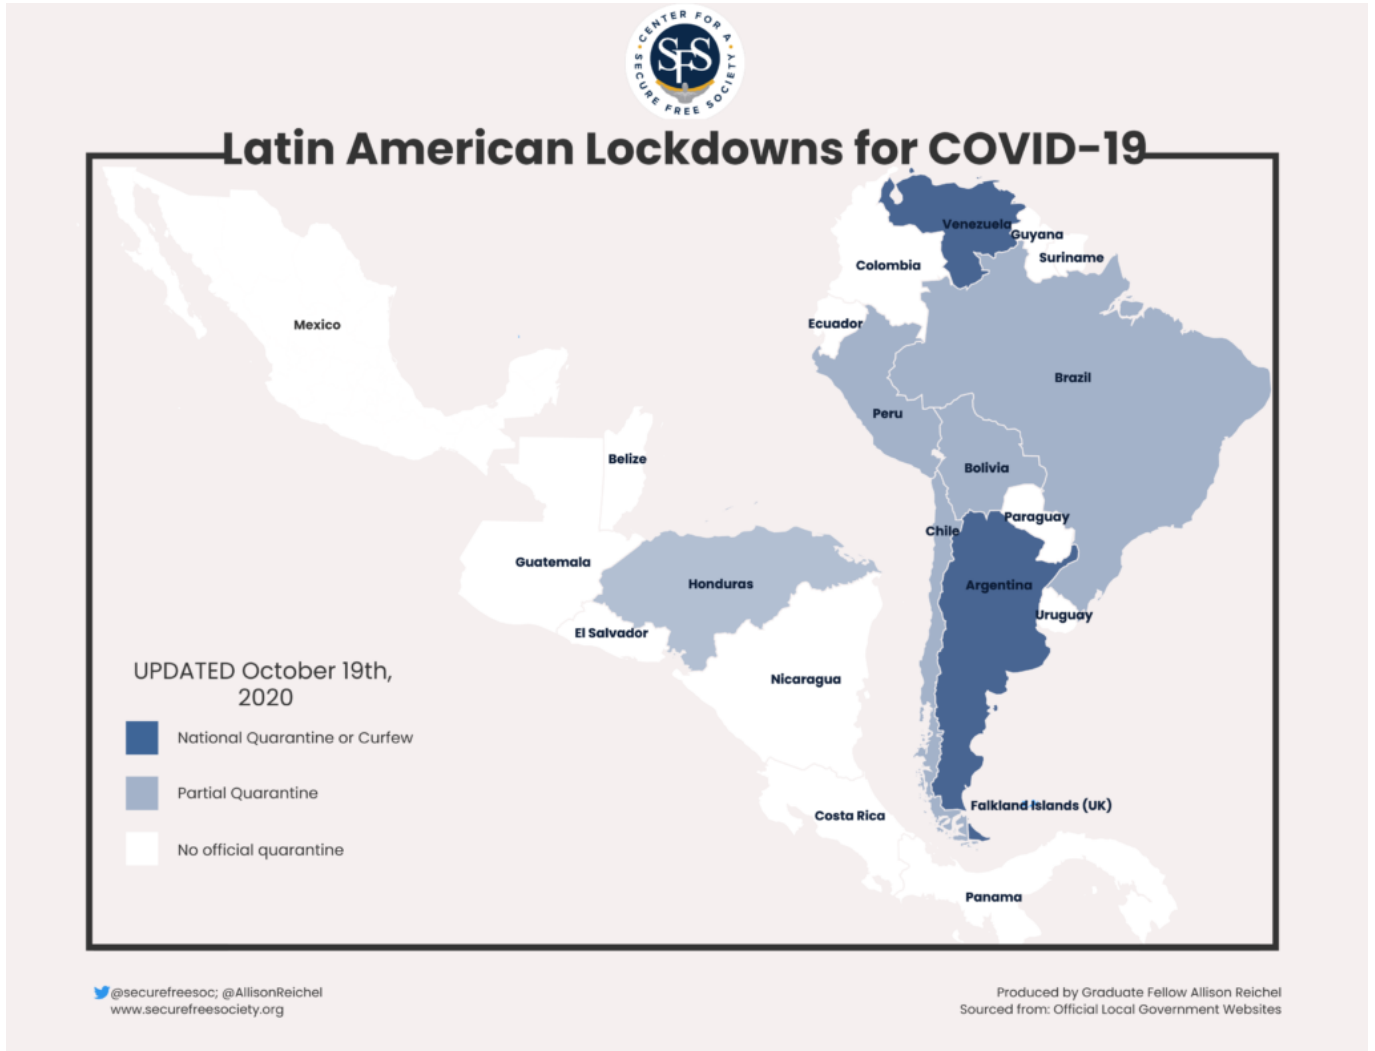 CENTER FOR A
SECURE FREE SOCIETY
SFS
Latin American Lockdowns for COVID-19
Venezuela
Guyana
Suriname
Colombia
Mexico
Ecuador
Brazil
Peru
Belize
Bolivia
Paraguay
Chile
Guatemala
Honduras
Argentina
Uruguay
El Salvador
Nicaragua
UPDATED October 19th,
2020
National Quarantine or Curfew
Partial Quarantine
Falkland Islands (UK)
Costa Rica
No official quarantine
Panama
@securefreesoc; @AllisonReichel
www.securefreesociety.org
Produced by Graduate Fellow Allison Reichel
Sourced from: Official Local Government Websites